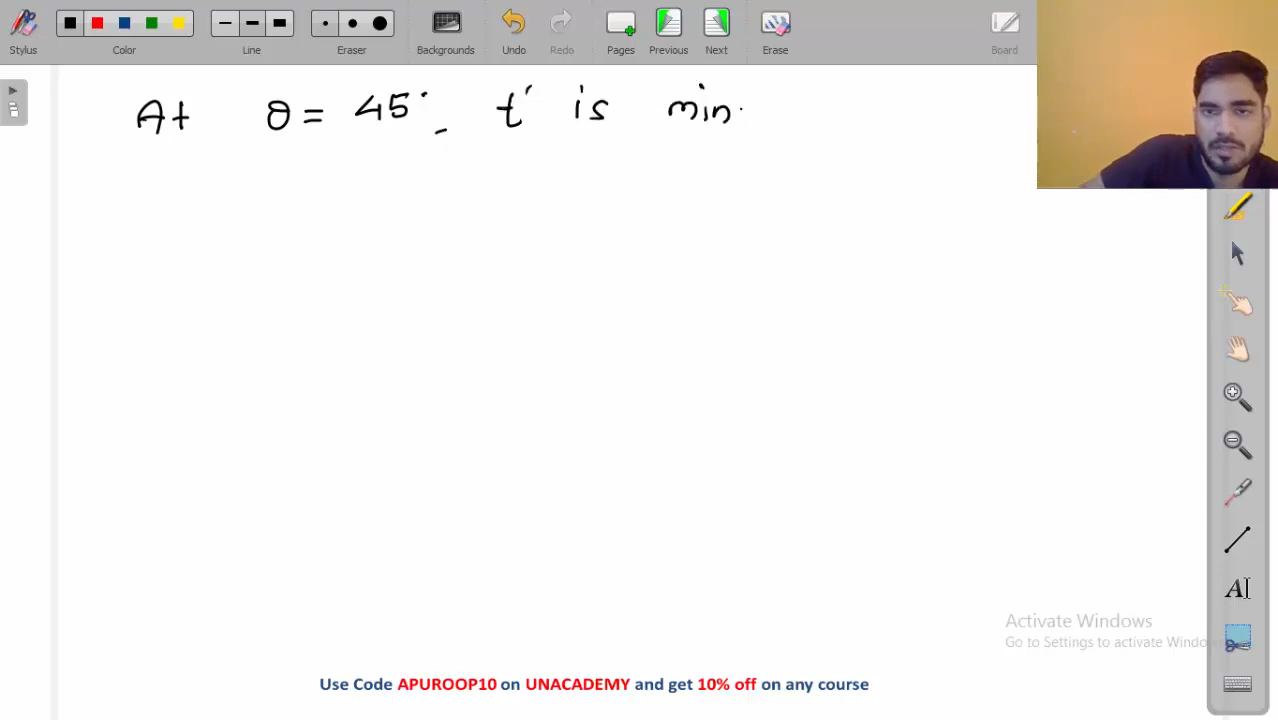 Stylus
Color
Line
Eraser
Backgrounds
Undo
Redo
Pages
Previous
Next
Erase
Board
At θ = 45°, t' is min.
A
Activate Windows
Go to Settings to activate Windo
Use Code APUROOP10 on UNACADEMY and get 10% off on any course